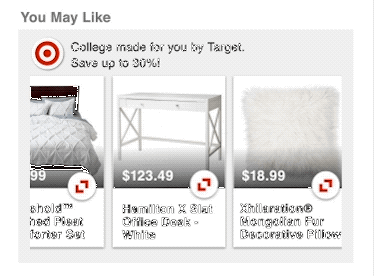 You May Like
College made for you by Target.
Save up to 30%!
99 $123.49 $18.99
shold™
hed Pleat
forter Set
Hamilton X Slat
Office Desk -
White
Xhilaration®
Mongolian Fur
Decorative Pillow